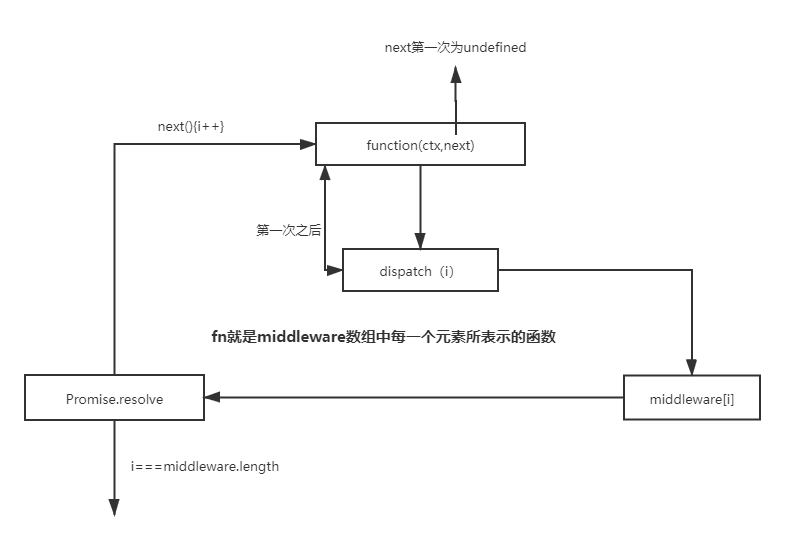 next第一次为undefined
next(){i++}
function(ctx,next)
第一次之后
dispatch（i）
fn就是middleware数组中每一个元素所表示的函数
Promise.resolve
middleware[i]
i===middleware.length